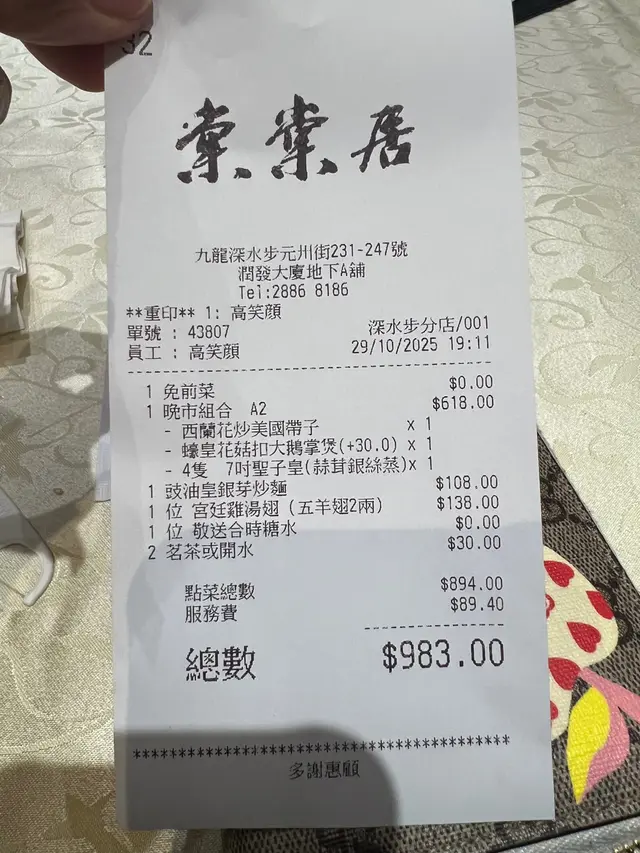 32
棠棠居
九龍深水步元州街231-247號
潤發大廈地下A鋪
Tel:2886 8186
**重印** 1: 高笑顔
單號 : 43807 深水步分店/001
員工 : 高笑顔 29/10/2025 19:11
1 免前菜 $0.00
1 晚市組合 A2 $618.00
- 西蘭花炒美國帶子 x 1
- 蠔皇花菇扣大鵝掌煲(+30.0) x 1
- 4隻 7吋聖子皇(蒜茸銀絲蒸)x 1
1 豉油皇銀芽炒麵 $108.00
1 位 宮廷雞湯翅 (五羊翅2兩) $138.00
1 位 敬送合時糖水 $0.00
2 茗茶或開水 $30.00
點菜總數 $894.00
服務費 $89.40
總數 $983.00
**********************************************
多謝惠顧